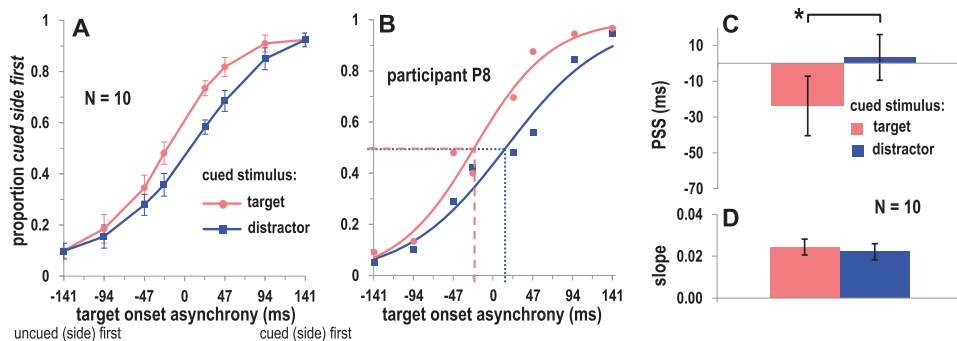 A
N = 10
proportion cued side first
1
0.8
0.6
0.4
0.2
0
cued stimulus:
target
distractor
-141 -94 -47 0 47 94 141
target onset asynchrony (ms)
uncued (side) first
cued (side) first
B
participant P8
1
0.8
0.6
0.4
0.2
0
-141 -94 -47 0 47 94 141
target onset asynchrony (ms)
C
*
PSS (ms)
10
-10
-30
-50
-70
cued stimulus:
target
distractor
D
N = 10
slope
0.04
0.02
0.00